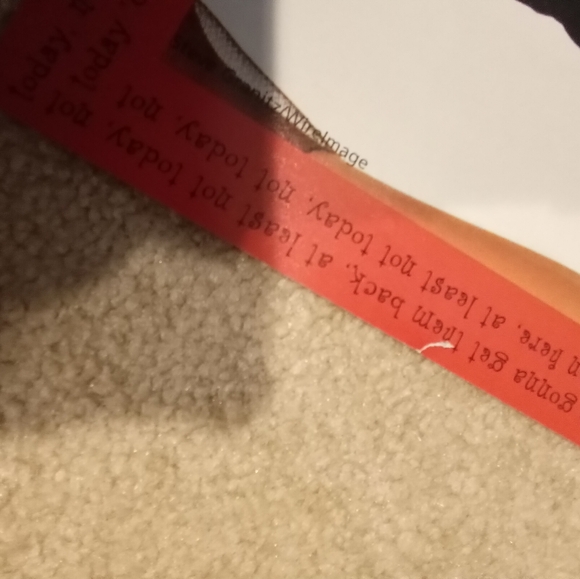 gonna get them back, at least not today, not
here, at least not today, not today, not
today,
today
/WireImage